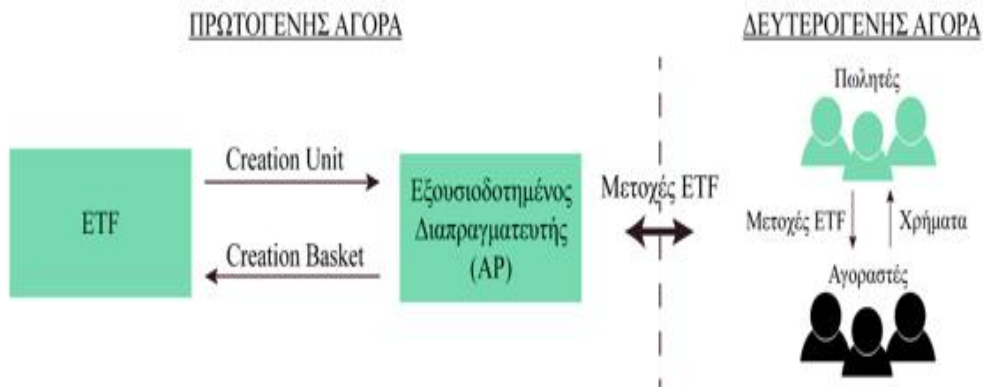 ΠΡΩΤΟΓΕΝΗΣ ΑΓΟΡΑ
ΔΕΥΤΕΡΟΓΕΝΗΣ ΑΓΟΡΑ
ETF
Creation Unit
Creation Basket
Εξουσιοδοτημένος
Διαπραγματευτής
(AP)
Μετοχές ETF
Πωλητές
Μετοχές ETF
Χρήματα
Αγοραστές